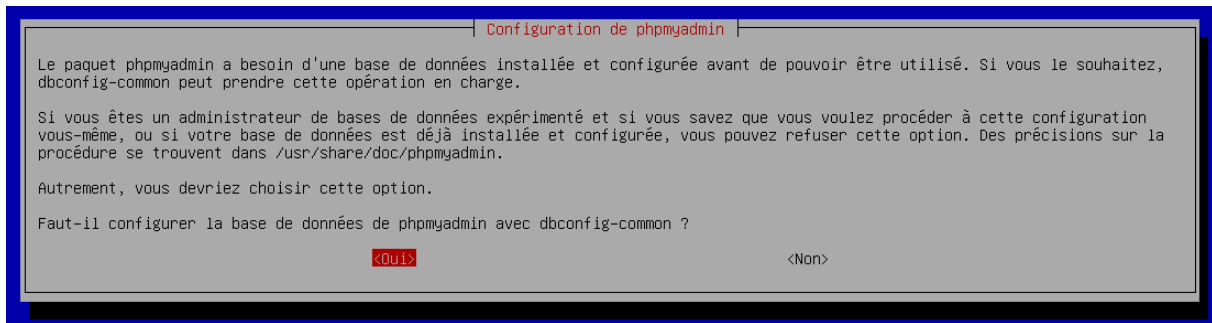 Configuration de phpmyadmin
Le paquet phpmyadmin a besoin d'une base de données installée et configurée avant de pouvoir être utilisé. Si vous le souhaitez,
dbconfig-common peut prendre cette opération en charge.
Si vous êtes un administrateur de bases de données expérimenté et si vous savez que vous voulez procéder à cette configuration
vous-même, ou si votre base de données est déjà installée et configurée, vous pouvez refuser cette option. Des précisions sur la
procédure se trouvent dans /usr/share/doc/phpmyadmin.
Autrement, vous devriez choisir cette option.
Faut-il configurer la base de données de phpmyadmin avec dbconfig-common ?
<Oui> <Non>